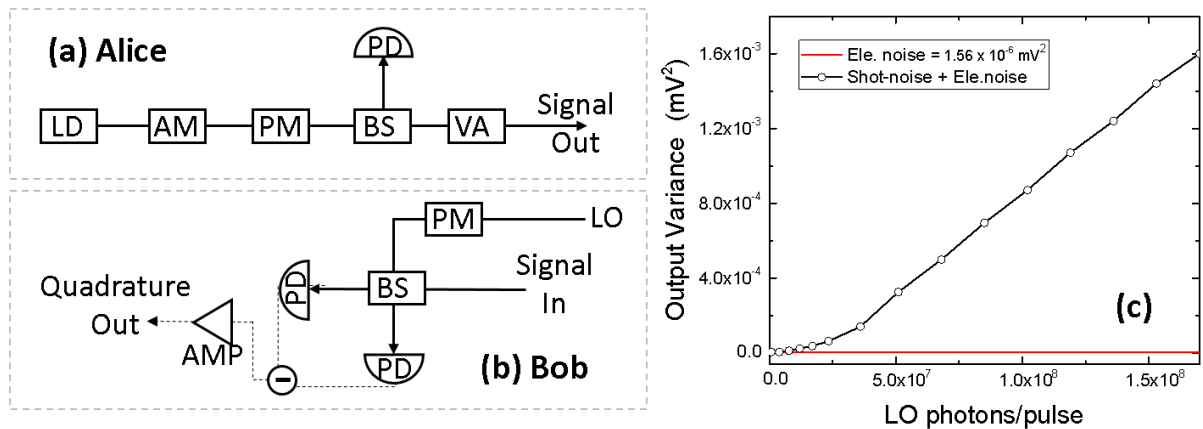 (a) Alice
PD
LD
AM
PM
BS
VA
Signal
Out
PM
LO
Quadrature
Out
PD
BS
Signal
In
AMP
−
PD
(b) Bob
Output Variance (mV²)
1.6x10⁻³
1.2x10⁻³
8.0x10⁻⁴
4.0x10⁻⁴
0.0
Ele. noise = 1.56 x 10⁻⁶ mV²
Shot-noise + Ele.noise
(c)
0.0
5.0x10⁷
1.0x10⁸
1.5x10⁸
LO photons/pulse